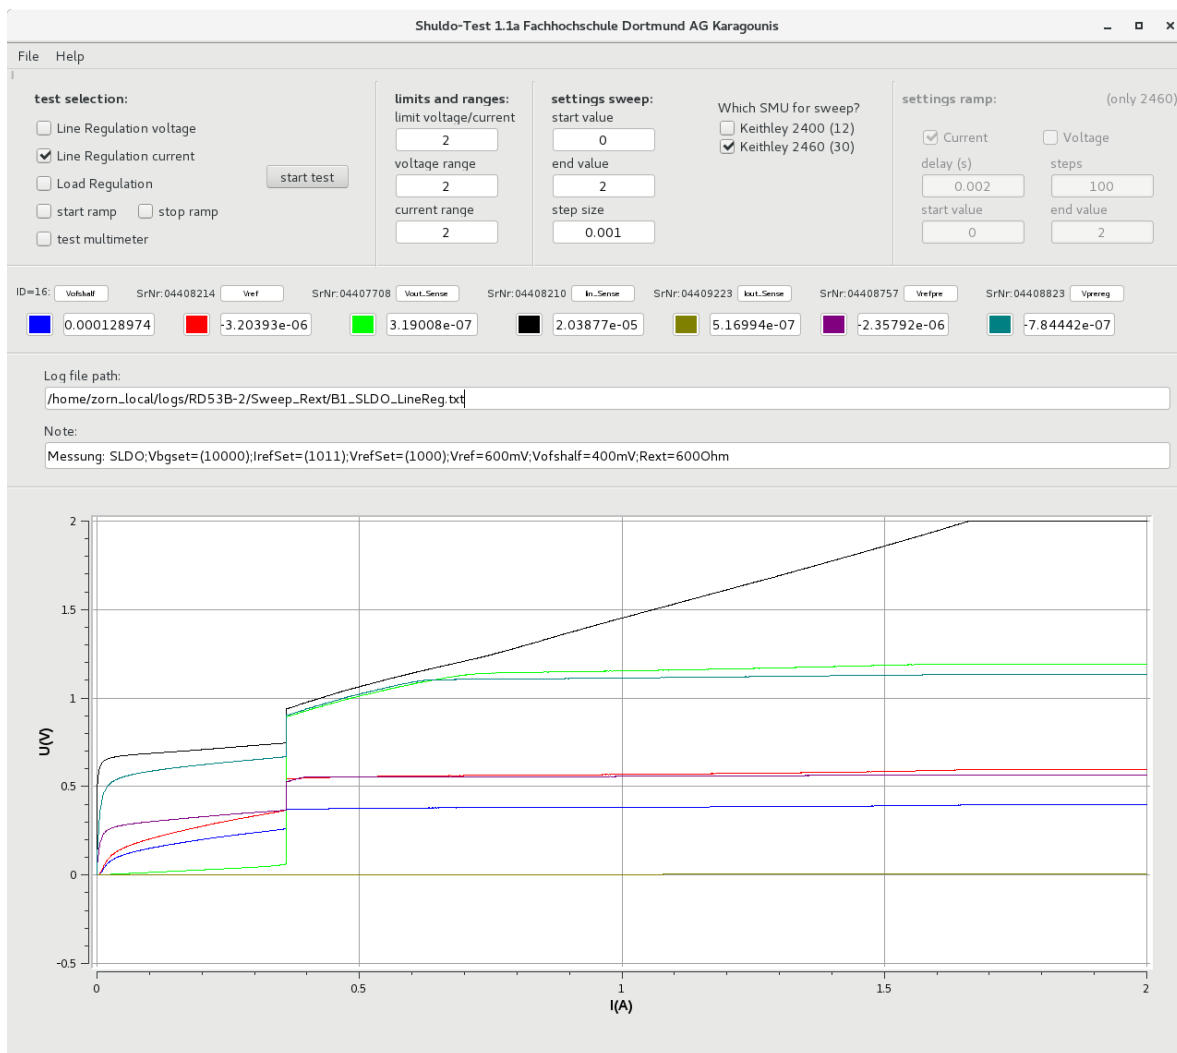 Shuldo-Test 1.1a Fachhochschule Dortmund AG Karagounis
File Help
test selection:
Line Regulation voltage
Line Regulation current
Load Regulation
start ramp stop ramp
test multimeter
start test
limits and ranges:
limit voltage/current
2
voltage range
2
current range
2
settings sweep:
start value
0
end value
2
step size
0.001
Which SMU for sweep?
Keithley 2400 (12)
Keithley 2460 (30)
settings ramp: (only 2460)
Current Voltage
delay (s) steps
0.002 100
start value end value
0 2
ID=16: Vofshalf SrNr:04408214 Vref SrNr:04407708 Vout_Sense SrNr:04408210 Iin_Sense SrNr:04409223 Iout_Sense SrNr:04408757 Vrefpre SrNr:04408823 Vprereg
0.000128974 -3.20393e-06 3.19008e-07 2.03877e-05 5.16994e-07 -2.35792e-06 -7.84442e-07
Log file path:
/home/zorn_local/logs/RD53B-2/Sweep_Rext/B1_SLDO_LineReg.txt
Note:
Messung: SLDO;Vbgset=(10000);IrefSet=(1011);VrefSet=(1000);Vref=600mV;Vofshalf=400mV;Rext=600Ohm
2
1.5
1
0.5
0
-0.5
U(V)
0 0.5 1 1.5 2
I(A)